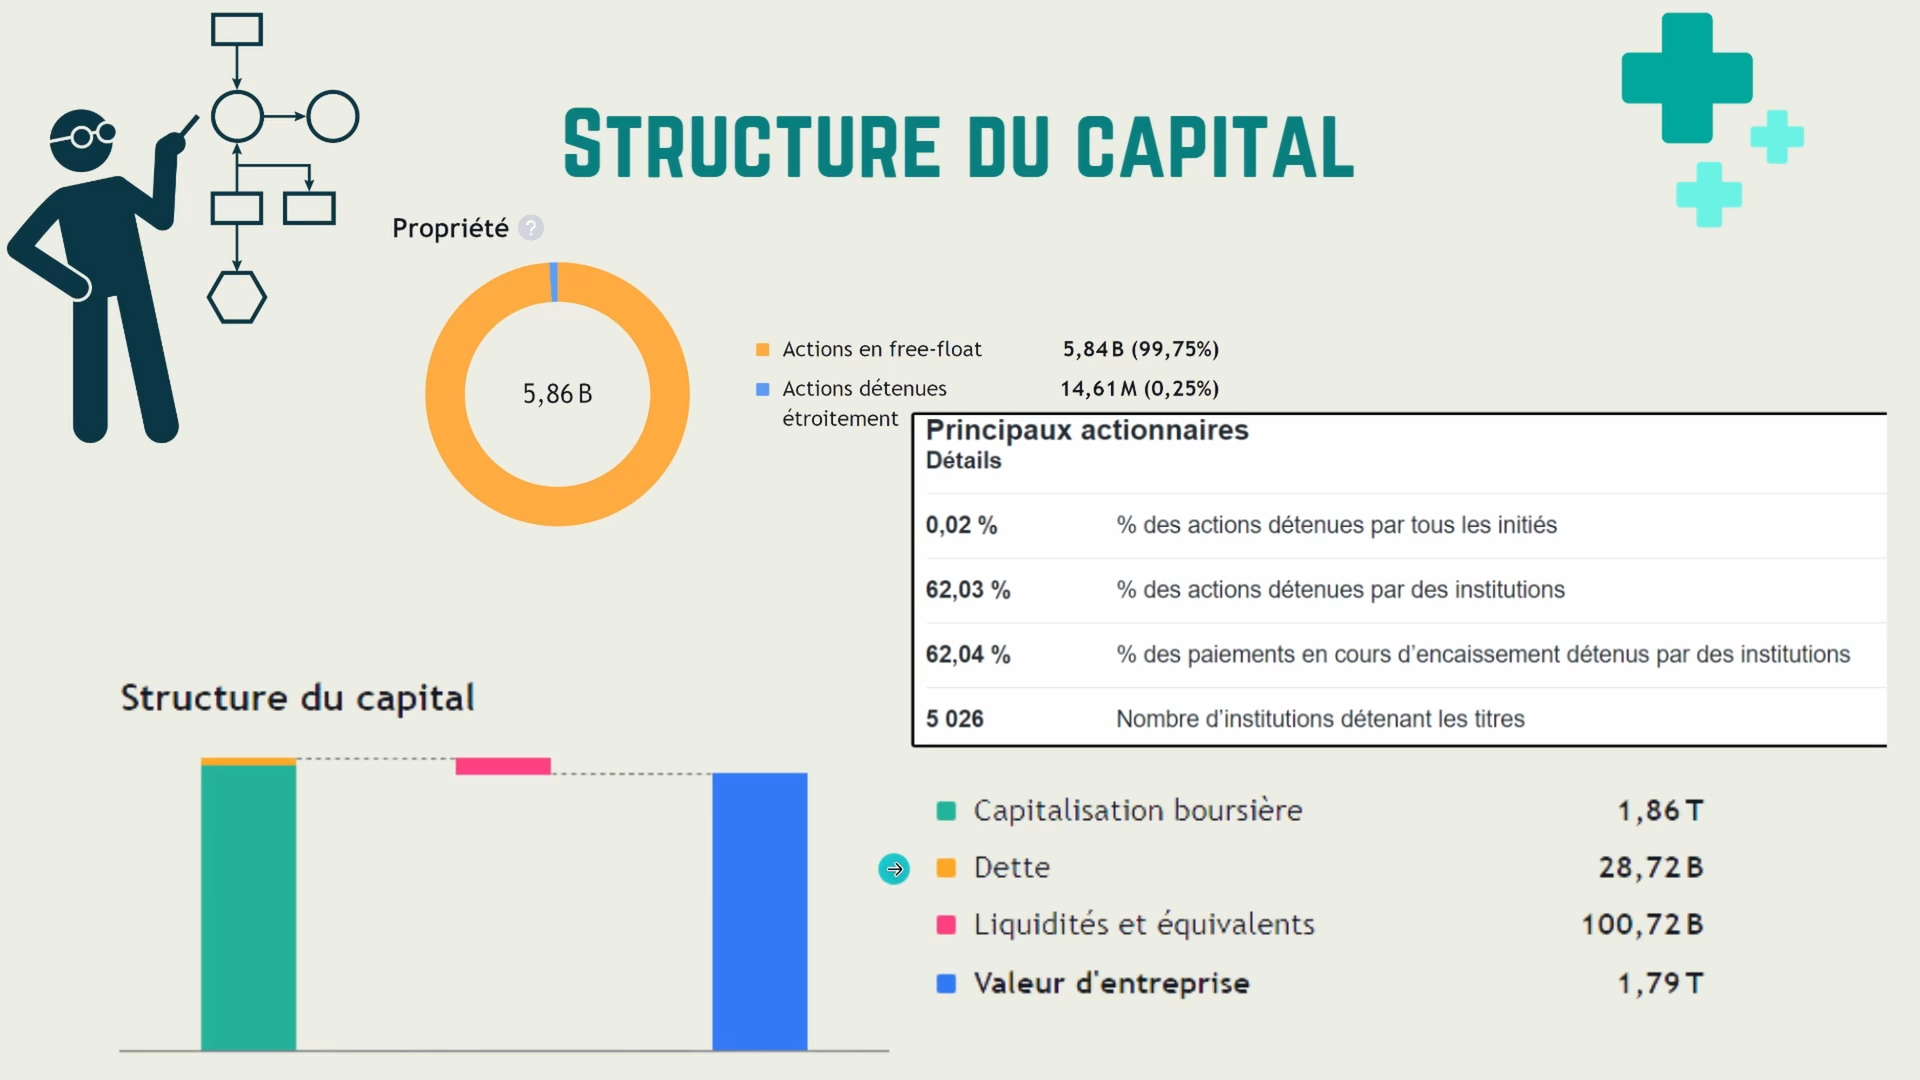 STRUCTURE DU CAPITAL
Propriété ?
5,86 B
Actions en free-float 5,84 B (99,75%)
Actions détenues 14,61 M (0,25%)
étroitement
Principaux actionnaires
Détails
0,02 % % des actions détenues par tous les initiés
62,03 % % des actions détenues par des institutions
62,04 % % des paiements en cours d’encaissement détenus par des institutions
5 026 Nombre d’institutions détenant les titres
Structure du capital
Capitalisation boursière 1,86 T
Dette 28,72 B
Liquidités et équivalents 100,72 B
Valeur d'entreprise 1,79 T